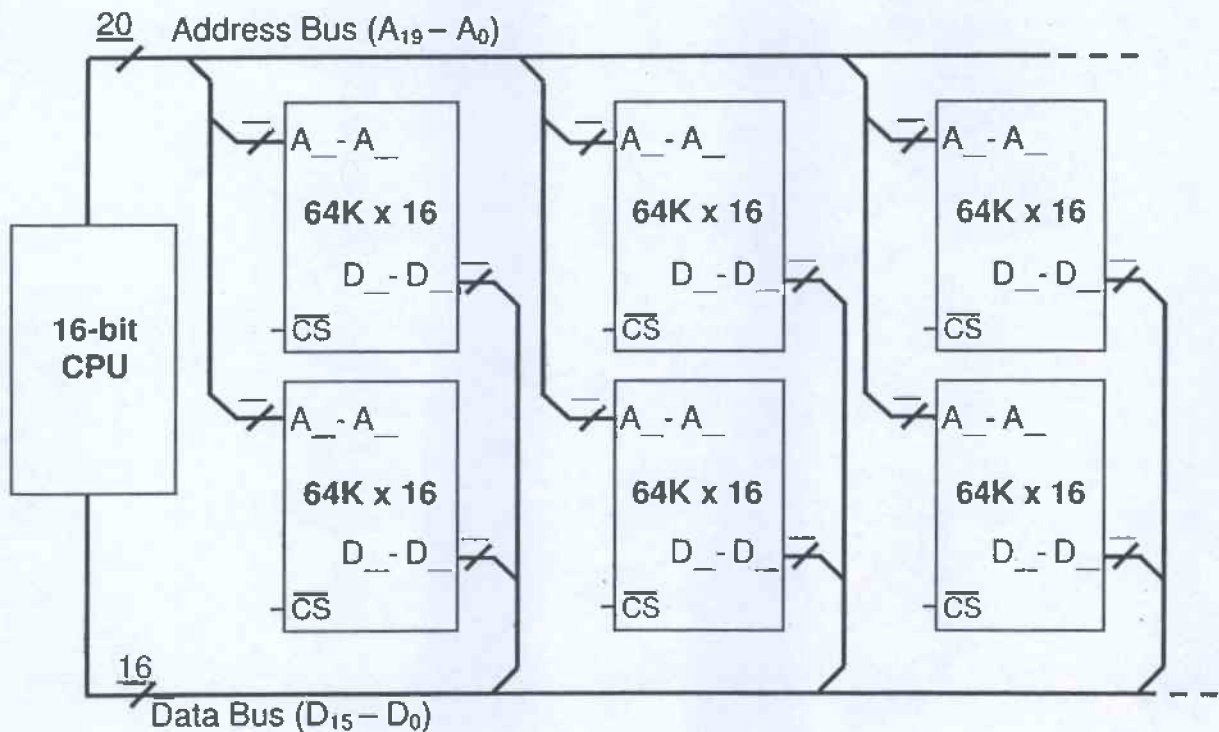 20 Address Bus (A₁₉ – A₀)
A_ - A_ A_ - A_ A_ - A_
64K x 16 64K x 16 64K x 16
D_ - D_ D_ - D_ D_ - D_
16-bit
CPU
CS CS CS
A_ - A_ A_ - A_ A_ - A_
64K x 16 64K x 16 64K x 16
D_ - D_ D_ - D_ D_ - D_
CS CS CS
16
Data Bus (D₁₅ – D₀)